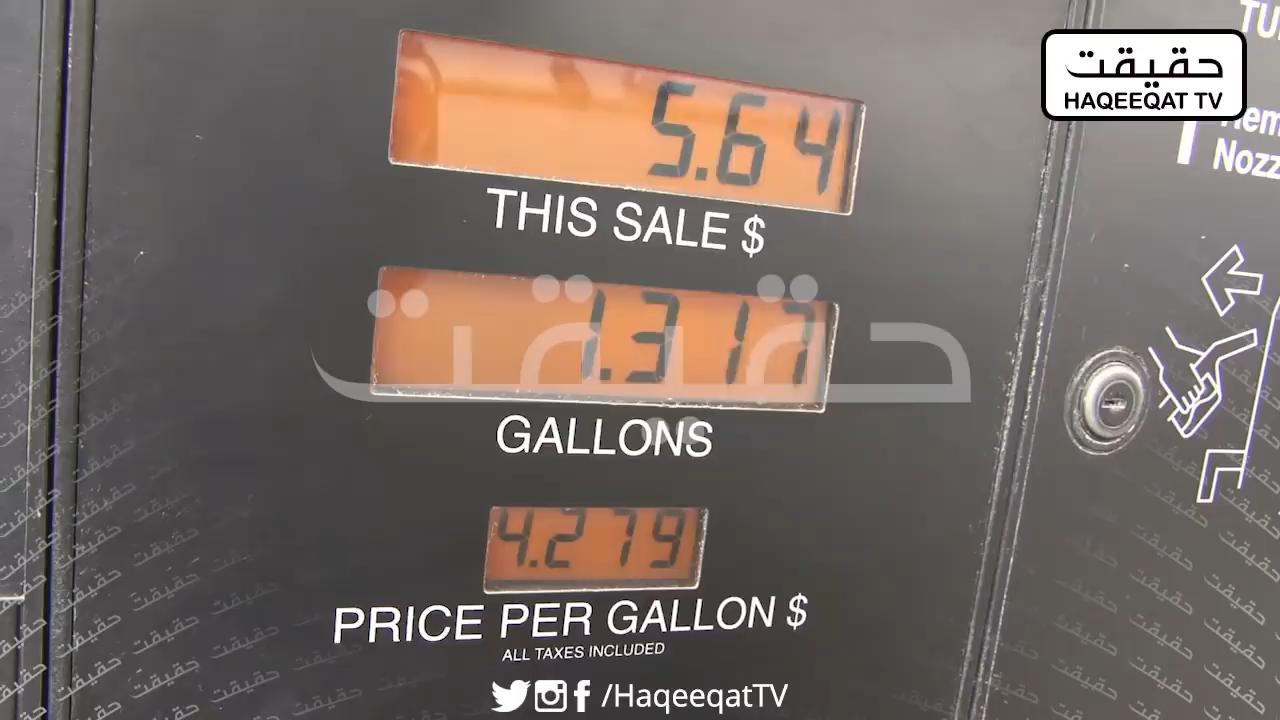 حقيقت
HAQEEQAT TV
5.64
THIS SALE $
1.317
حقيقت
GALLONS
4.279
PRICE PER GALLON $
ALL TAXES INCLUDED
/HaqeeqatTV